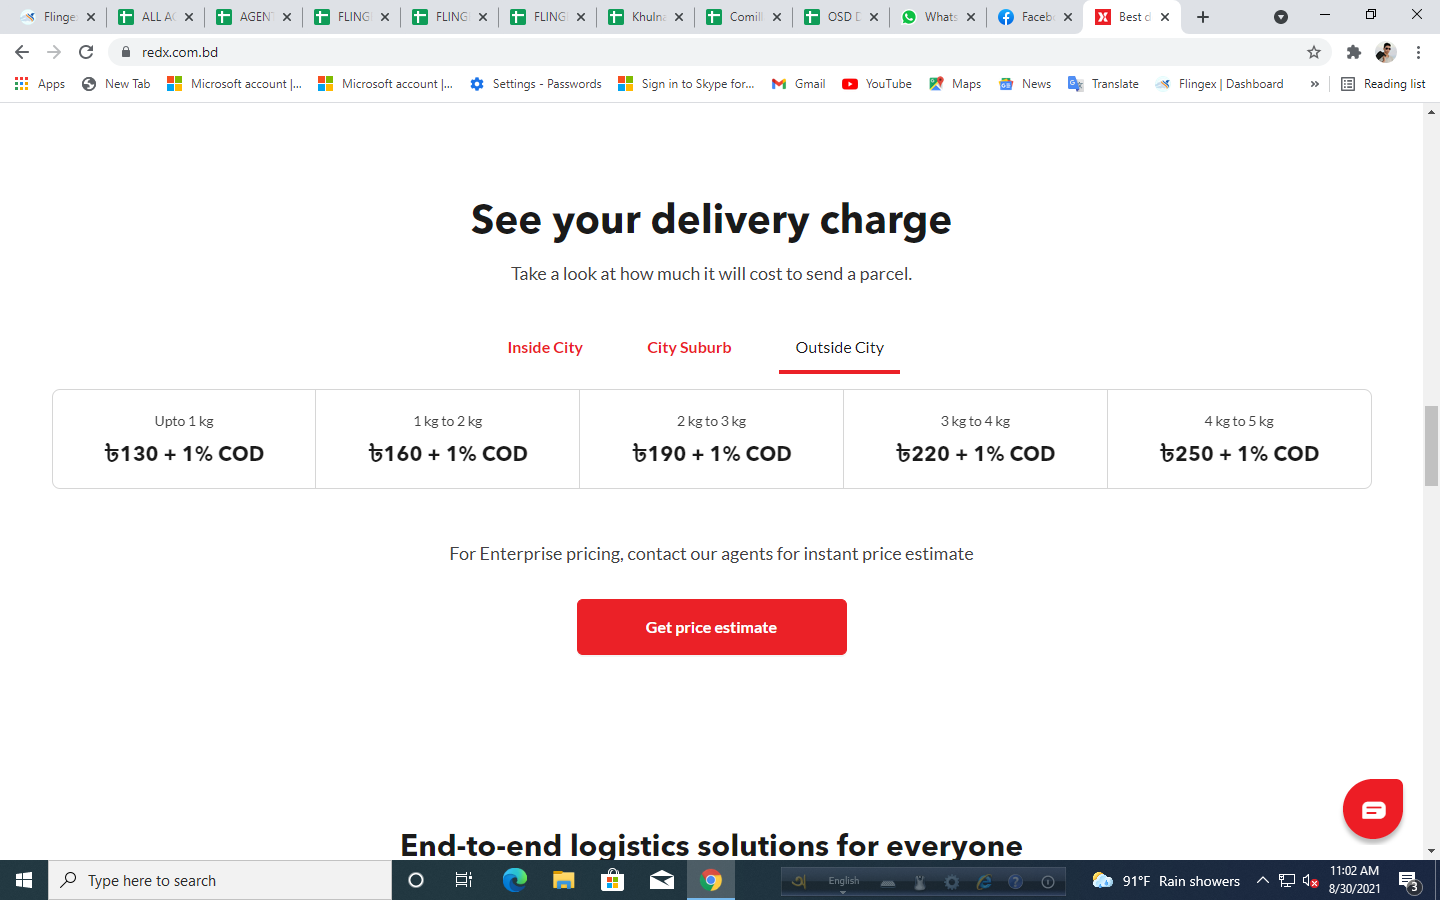 Flinge
ALL AC
AGENT
FLING
FLING
FLING
Khulna
Comill
OSD D
Whats
Facebo
Best d
redx.com.bd
Apps
New Tab
Microsoft account |...
Microsoft account |...
Settings - Passwords
Sign in to Skype for...
Gmail
YouTube
Maps
News
Translate
Flingex | Dashboard
»
Reading list
See your delivery charge
Take a look at how much it will cost to send a parcel.
Inside City
City Suburb
Outside City
Upto 1 kg
৳130 + 1% COD
1 kg to 2 kg
৳160 + 1% COD
2 kg to 3 kg
৳190 + 1% COD
3 kg to 4 kg
৳220 + 1% COD
4 kg to 5 kg
৳250 + 1% COD
For Enterprise pricing, contact our agents for instant price estimate
Get price estimate
End-to-end logistics solutions for everyone
Type here to search
English
91°F Rain showers
11:02 AM
8/30/2021
3